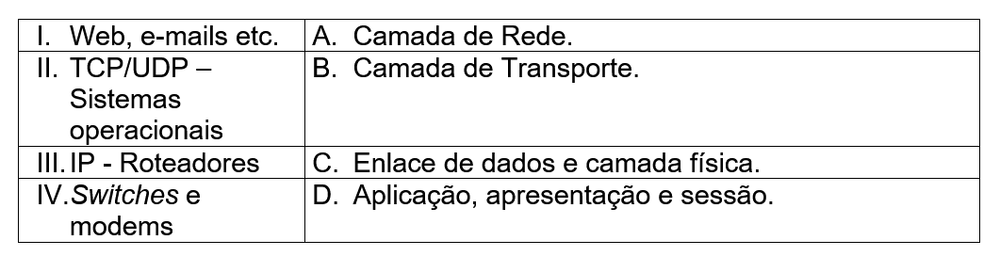 I. Web, e-mails etc. A. Camada de Rede.
II. TCP/UDP – B. Camada de Transporte.
Sistemas
operacionais
III. IP - Roteadores C. Enlace de dados e camada física.
IV. Switches e D. Aplicação, apresentação e sessão.
modems